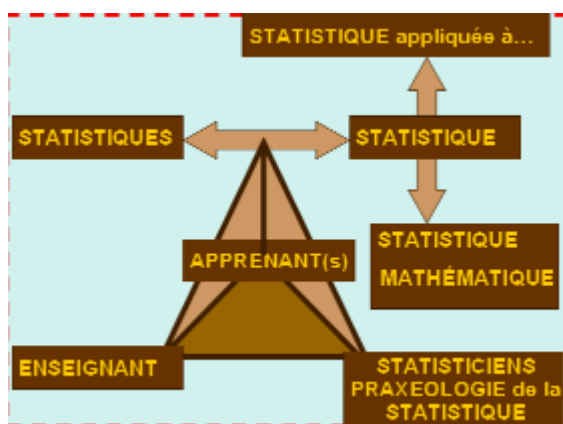 STATISTIQUE appliquée à...
STATISTIQUES
STATISTIQUE
STATISTIQUE
MATHÉMATIQUE
APPRENANT(s)
ENSEIGNANT
STATISTICIENS
PRAXEOLOGIE de la
STATISTIQUE